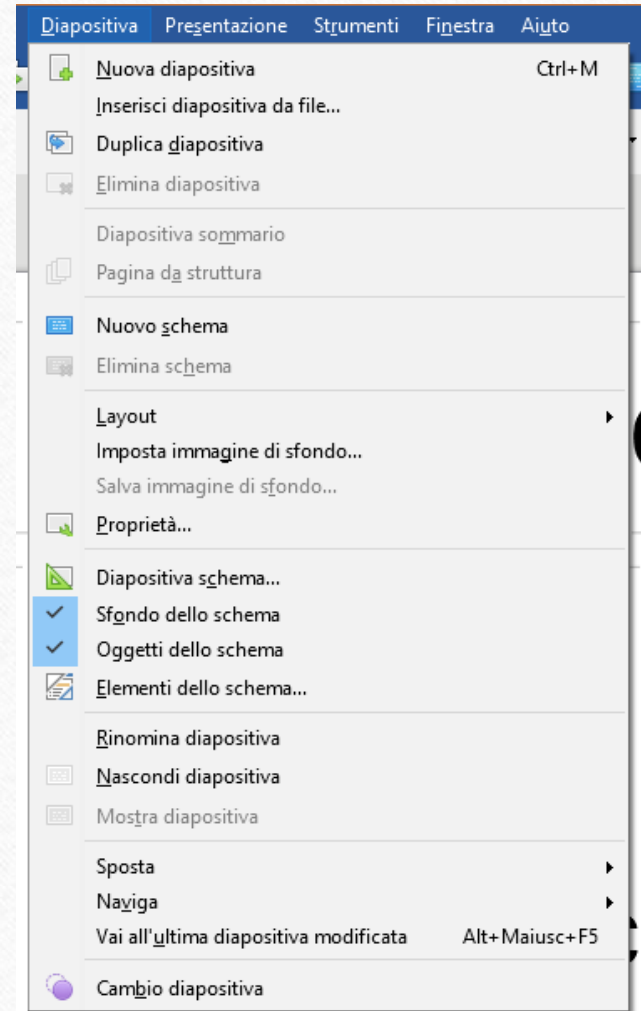 Diapositiva Presentazione Strumenti Finestra Aiuto
Nuova diapositiva Ctrl+M
Inserisci diapositiva da file...
Duplica diapositiva
Elimina diapositiva
Diapositiva sommario
Pagina da struttura
Nuovo schema
Elimina schema
Layout
Imposta immagine di sfondo...
Salva immagine di sfondo...
Proprietà...
Diapositiva schema...
Sfondo dello schema
Oggetti dello schema
Elementi dello schema...
Rinomina diapositiva
Nascondi diapositiva
Mostra diapositiva
Sposta
Naviga
Vai all'ultima diapositiva modificata Alt+Maiusc+F5
Cambio diapositiva